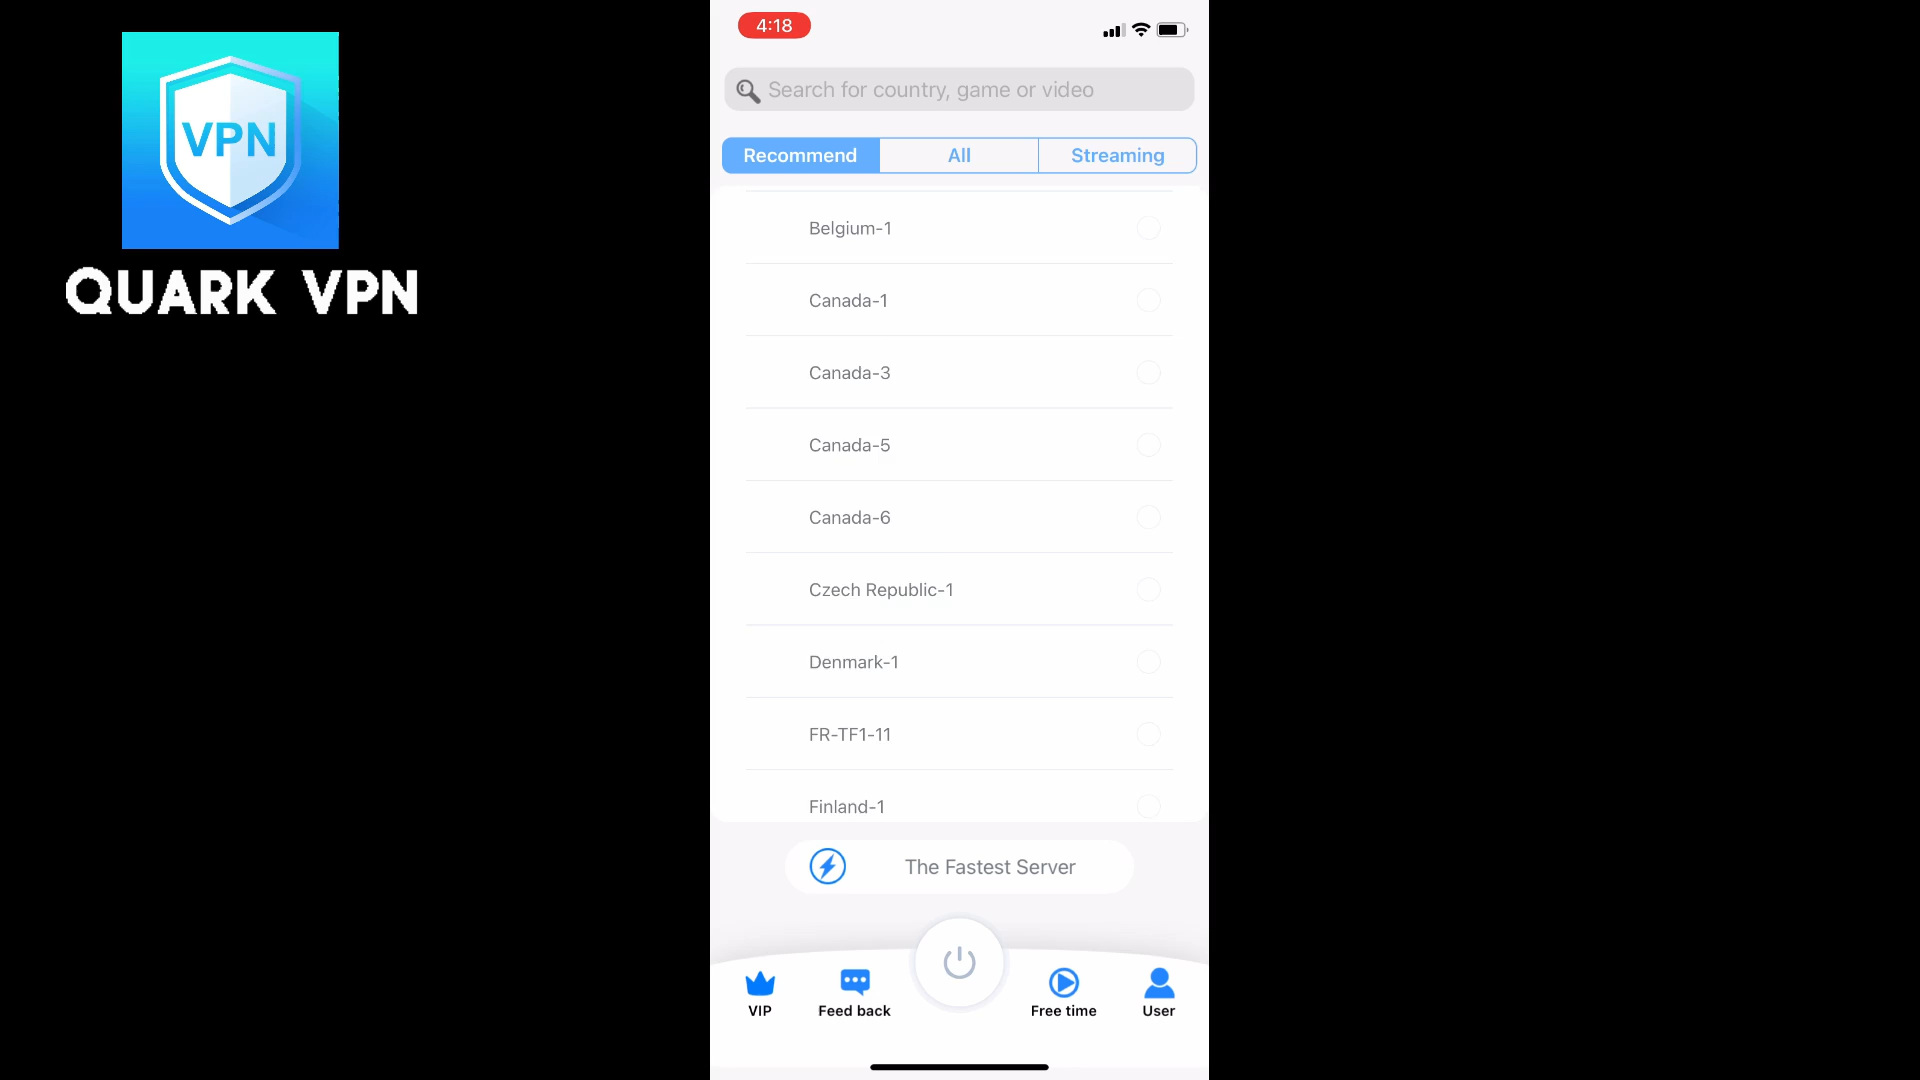 VPN
QUARK VPN
4:18
Search for country, game or video
Recommend
All
Streaming
Belgium-1
Canada-1
Canada-3
Canada-5
Canada-6
Czech Republic-1
Denmark-1
FR-TF1-11
Finland-1
The Fastest Server
VIP
Feed back
Free time
User